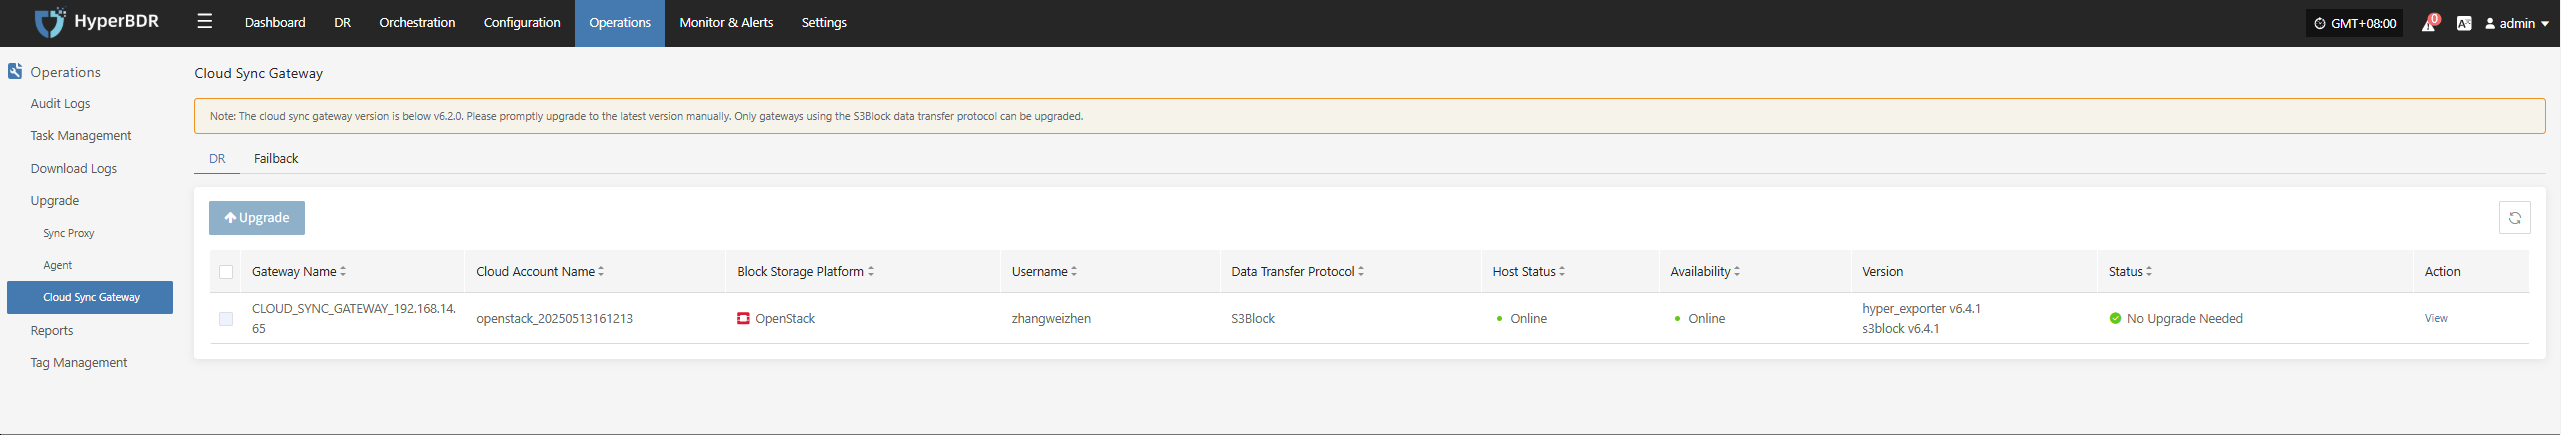 HyperBDR
Dashboard
DR
Orchestration
Configuration
Operations
Monitor & Alerts
Settings
GMT+08:00
0
admin
Operations
Audit Logs
Task Management
Download Logs
Upgrade
Sync Proxy
Agent
Cloud Sync Gateway
Reports
Tag Management
Cloud Sync Gateway
Note: The cloud sync gateway version is below v6.2.0. Please promptly upgrade to the latest version manually. Only gateways using the S3Block data transfer protocol can be upgraded.
DR Failback
Upgrade
Gateway Name Cloud Account Name Block Storage Platform Username Data Transfer Protocol Host Status Availability Version Status Action
CLOUD_SYNC_GATEWAY_192.168.14.
65
openstack_20250513161213
OpenStack
zhangweizhen
S3Block
Online
Online
hyper_exporter v6.4.1
s3block v6.4.1
No Upgrade Needed
View